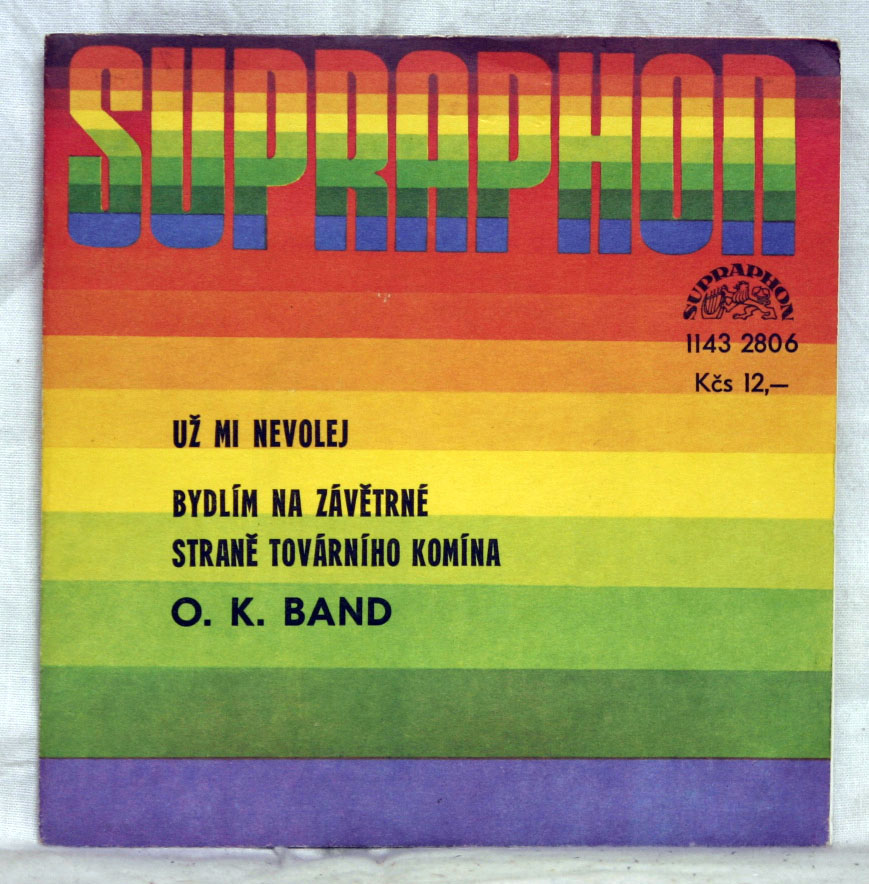 SUPRAPHON
SUPRAPHON
1143 2806
Kčs 12,—
UŽ MI NEVOLEJ
BYDLÍM NA ZÁVĚTRNÉ
STRANĚ TOVÁRNÍHO KOMÍNA
O. K. BAND